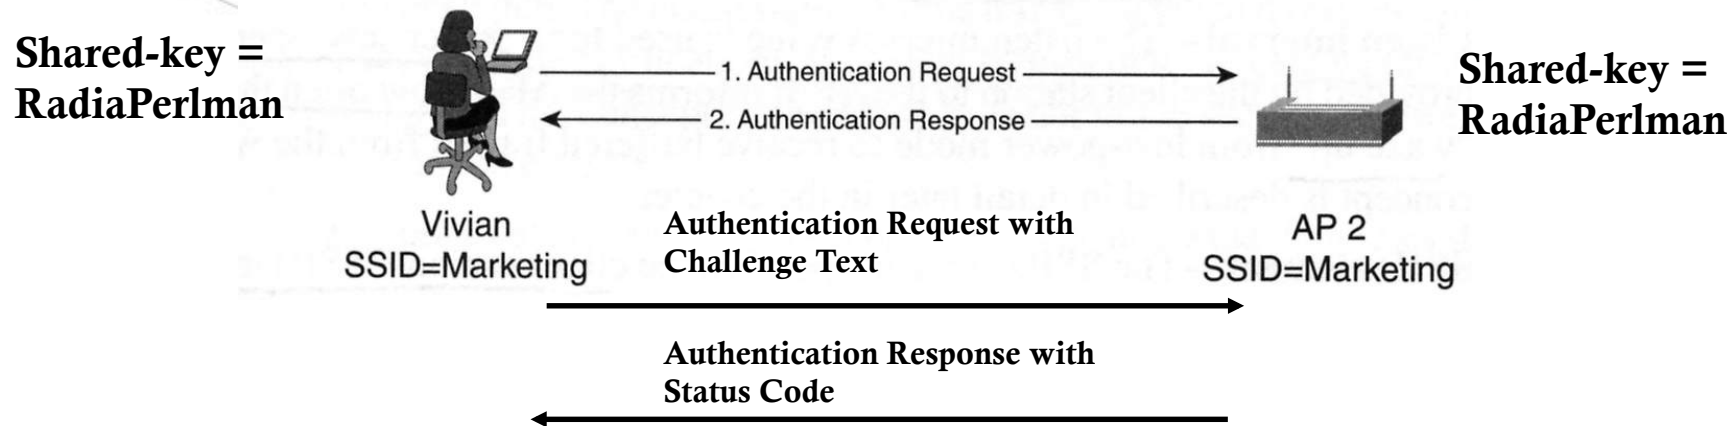 Shared-key =
RadiaPerlman
1. Authentication Request
2. Authentication Response
Shared-key =
RadiaPerlman
Vivian
SSID=Marketing
Authentication Request with
Challenge Text
AP 2
SSID=Marketing
Authentication Response with
Status Code